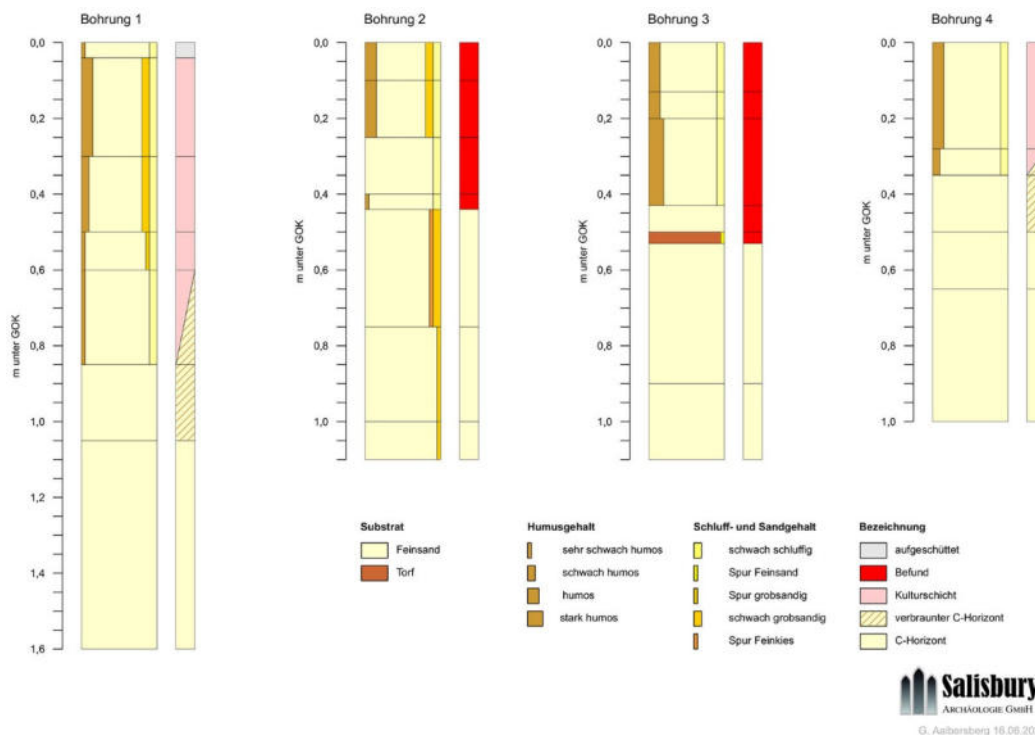 Bohrung 1
0,0
0,2
0,4
0,6
0,8
1,0
1,2
1,4
1,6
m unter GOK
Bohrung 2
0,0
0,2
0,4
0,6
0,8
1,0
m unter GOK
Bohrung 3
0,0
0,2
0,4
0,6
0,8
1,0
m unter GOK
Bohrung 4
0,0
0,2
0,4
0,6
0,8
1,0
m unter GOK
Substrat
Feinsand
Torf
Humusgehalt
sehr schwach humos
schwach humos
humos
stark humos
Schluff- und Sandgehalt
schwach schluffig
Spur Feinsand
Spur grobsandig
schwach grobsandig
Spur Feinkies
Bezeichnung
aufgeschüttet
Befund
Kulturschicht
verbraunter C-Horizont
C-Horizont
Salisbury
ARCHÄOLOGIE GMBH
G. Aalbersberg